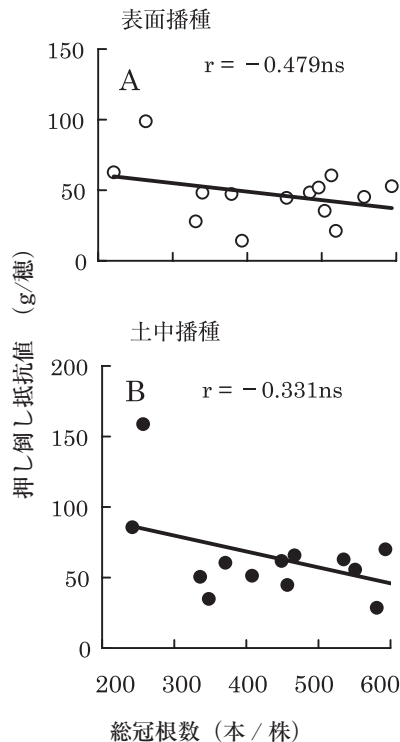 表面播種
150
A
r = －0.479ns
100
50
0
土中播種
200
B
r = －0.331ns
150
100
50
0
押し倒し抵抗値 (g/穂)
200 300 400 500 600
総冠根数 (本 / 株)